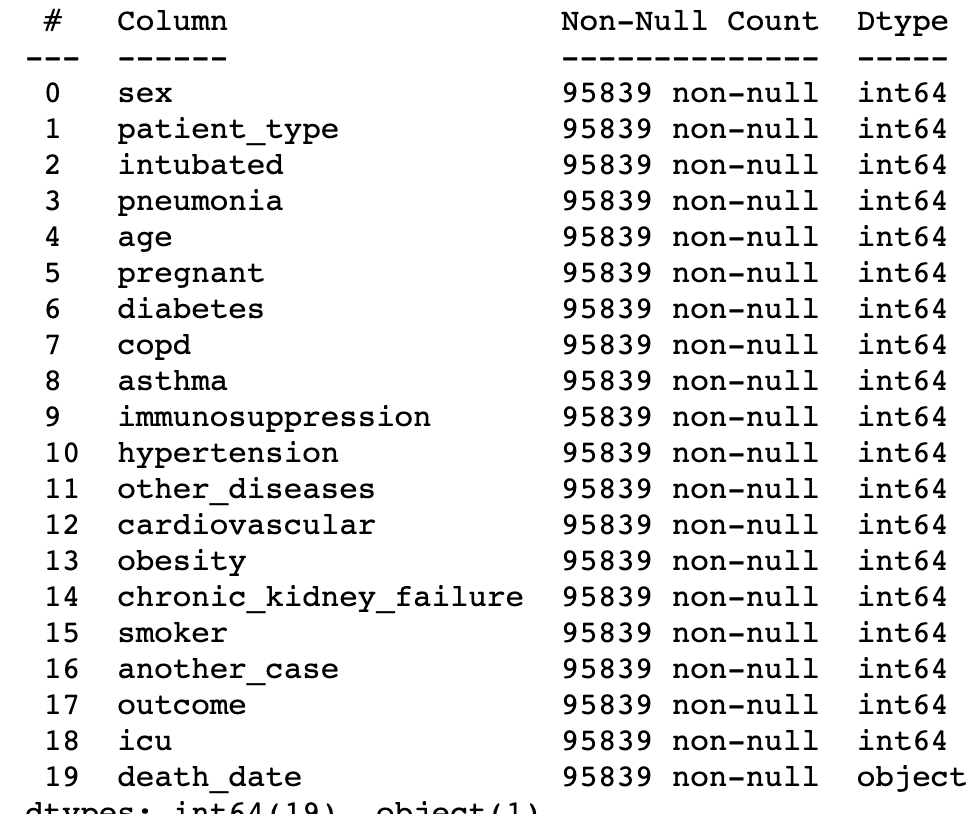 # Column Non-Null Count Dtype
--- ------ -------------- -----
0 sex 95839 non-null int64
1 patient_type 95839 non-null int64
2 intubated 95839 non-null int64
3 pneumonia 95839 non-null int64
4 age 95839 non-null int64
5 pregnant 95839 non-null int64
6 diabetes 95839 non-null int64
7 copd 95839 non-null int64
8 asthma 95839 non-null int64
9 immunosuppression 95839 non-null int64
10 hypertension 95839 non-null int64
11 other_diseases 95839 non-null int64
12 cardiovascular 95839 non-null int64
13 obesity 95839 non-null int64
14 chronic_kidney_failure 95839 non-null int64
15 smoker 95839 non-null int64
16 another_case 95839 non-null int64
17 outcome 95839 non-null int64
18 icu 95839 non-null int64
19 death_date 95839 non-null object
dtypes: int64(19), object(1)